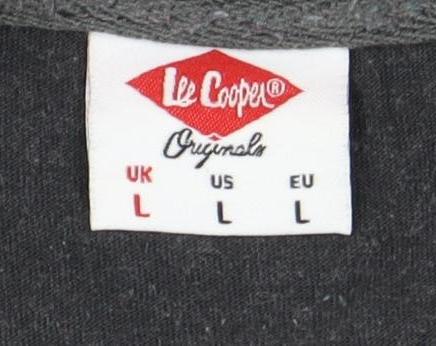 Lee Cooper®
Originals
UK US EU
L L L